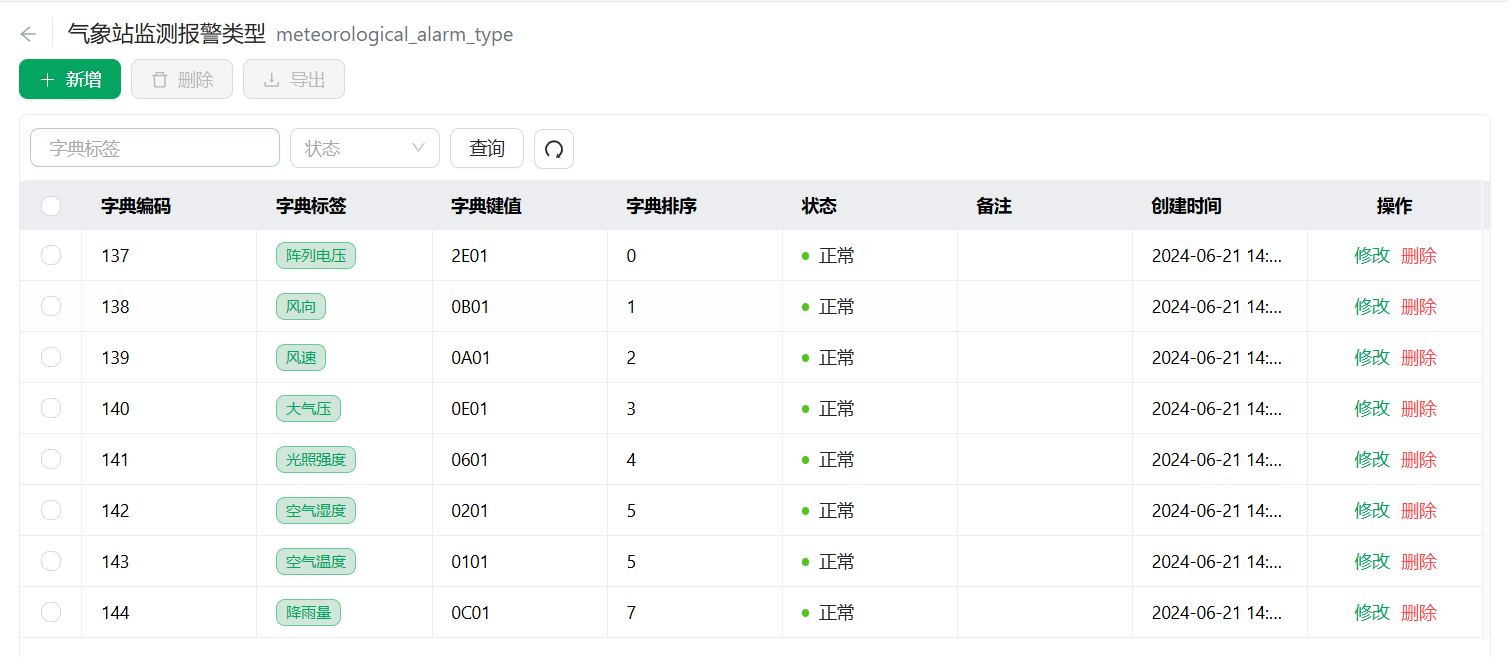 气象站监测报警类型 meteorological_alarm_type
新增 删除 导出
字典标签 状态 查询
字典编码 字典标签 字典键值 字典排序 状态 备注 创建时间 操作
137 阵列电压 2E01 0 正常 2024-06-21 14:... 修改 删除
138 风向 0B01 1 正常 2024-06-21 14:... 修改 删除
139 风速 0A01 2 正常 2024-06-21 14:... 修改 删除
140 大气压 0E01 3 正常 2024-06-21 14:... 修改 删除
141 光照强度 0601 4 正常 2024-06-21 14:... 修改 删除
142 空气湿度 0201 5 正常 2024-06-21 14:... 修改 删除
143 空气温度 0101 5 正常 2024-06-21 14:... 修改 删除
144 降雨量 0C01 7 正常 2024-06-21 14:... 修改 删除